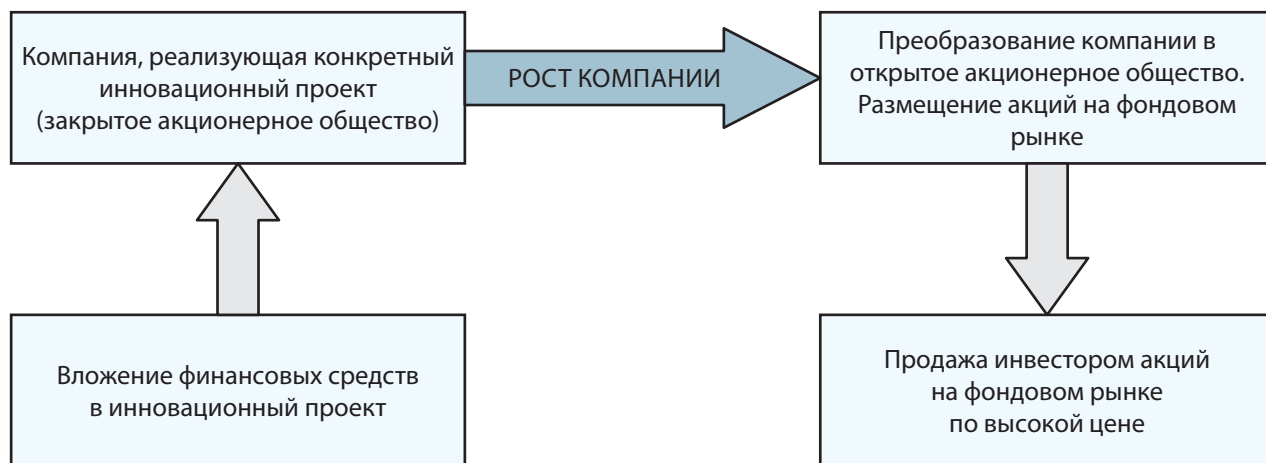 Компания, реализующая конкретный
инновационный проект
(закрытое акционерное общество)
РОСТ КОМПАНИИ
Преобразование компании в
открытое акционерное общество.
Размещение акций на фондовом
рынке
Вложение финансовых средств
в инновационный проект
Продажа инвестором акций
на фондовом рынке
по высокой цене